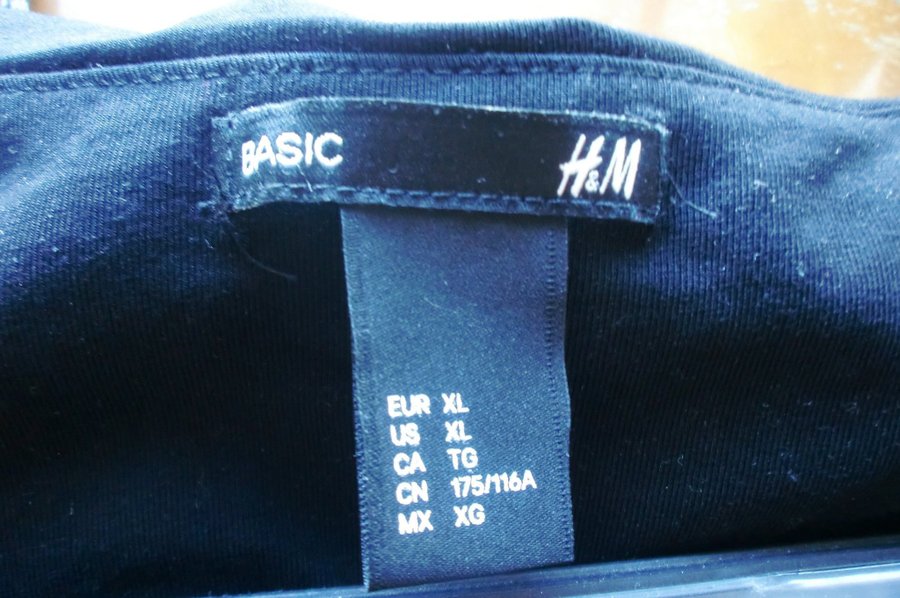 BASIC H&M
EUR XL
US XL
CA TG
CN 175/116A
MX XG